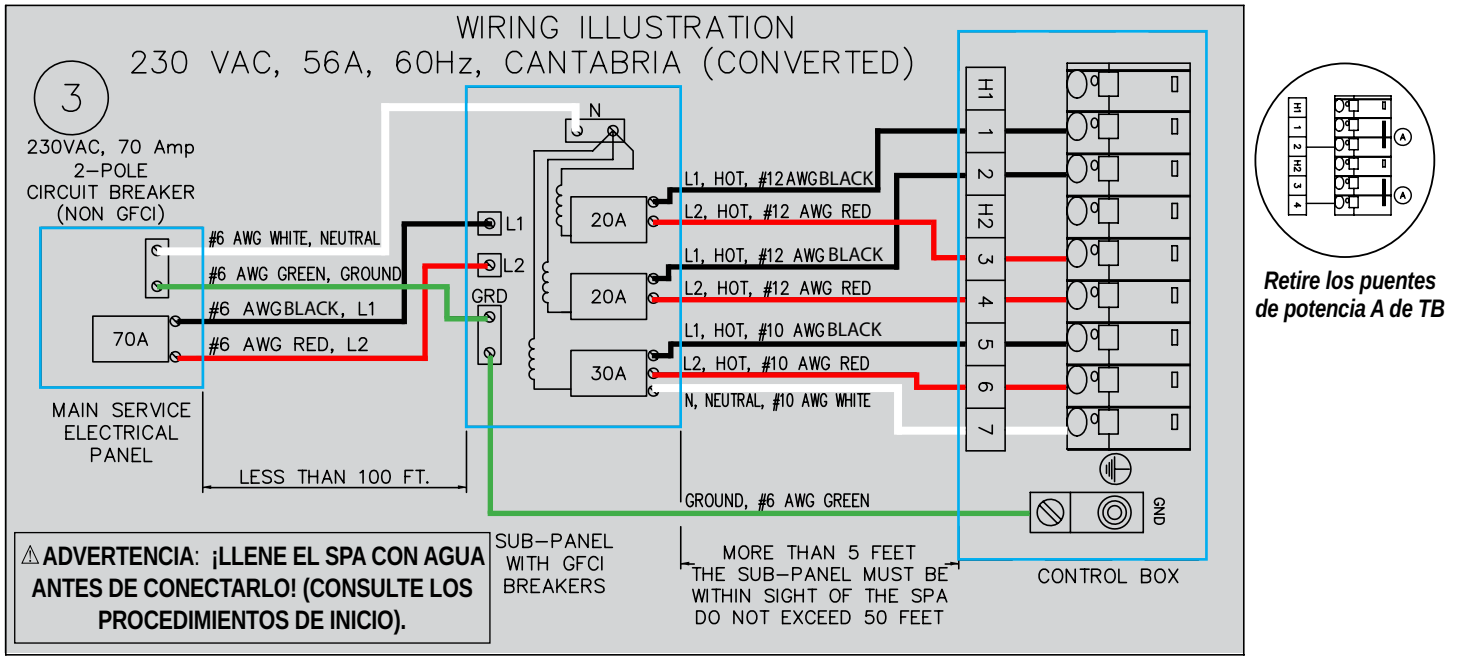 WIRING ILLUSTRATION
230 VAC, 56A, 60Hz, CANTABRIA (CONVERTED)
3
230VAC, 70 Amp
2-POLE
CIRCUIT BREAKER
(NON GFCI)
#6 AWG WHITE, NEUTRAL
#6 AWG GREEN, GROUND
#6 AWG BLACK, L1
#6 AWG RED, L2
70A
MAIN SERVICE
ELECTRICAL
PANEL
LESS THAN 100 FT.
N
L1
L2
GRD
20A
20A
30A
SUB-PANEL
WITH GFCI
BREAKERS
L1, HOT, #12 AWG BLACK
L2, HOT, #12 AWG RED
L1, HOT, #12 AWG BLACK
L2, HOT, #12 AWG RED
L1, HOT, #10 AWG BLACK
L2, HOT, #10 AWG RED
N, NEUTRAL, #10 AWG WHITE
GROUND, #6 AWG GREEN
MORE THAN 5 FEET
THE SUB-PANEL MUST BE
WITHIN SIGHT OF THE SPA
DO NOT EXCEED 50 FEET
H1
1
2
H2
3
4
5
6
7
GND
CONTROL BOX
⚠ ADVERTENCIA: ¡LLENE EL SPA CON AGUA
ANTES DE CONECTARLO! (CONSULTE LOS
PROCEDIMIENTOS DE INICIO).
H1
1
2
H2
3
4
A
A
Retire los puentes
de potencia A de TB